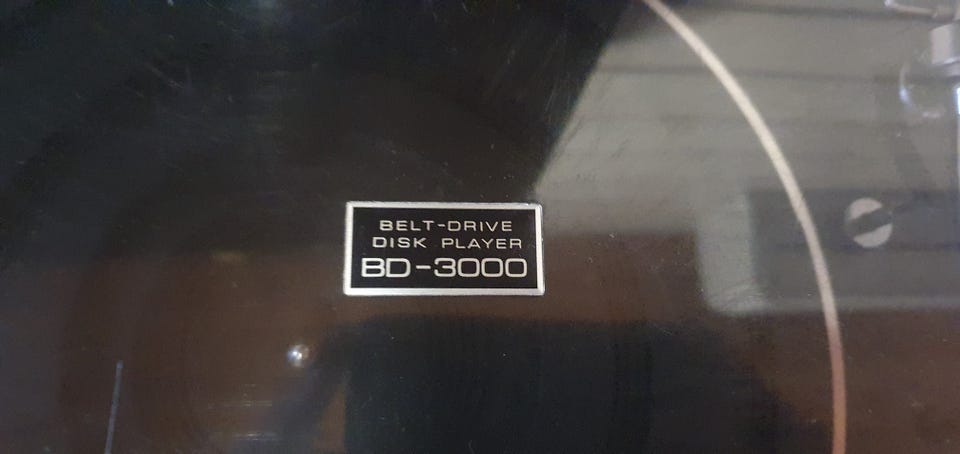 BELT-DRIVE
DISK PLAYER
BD-3000